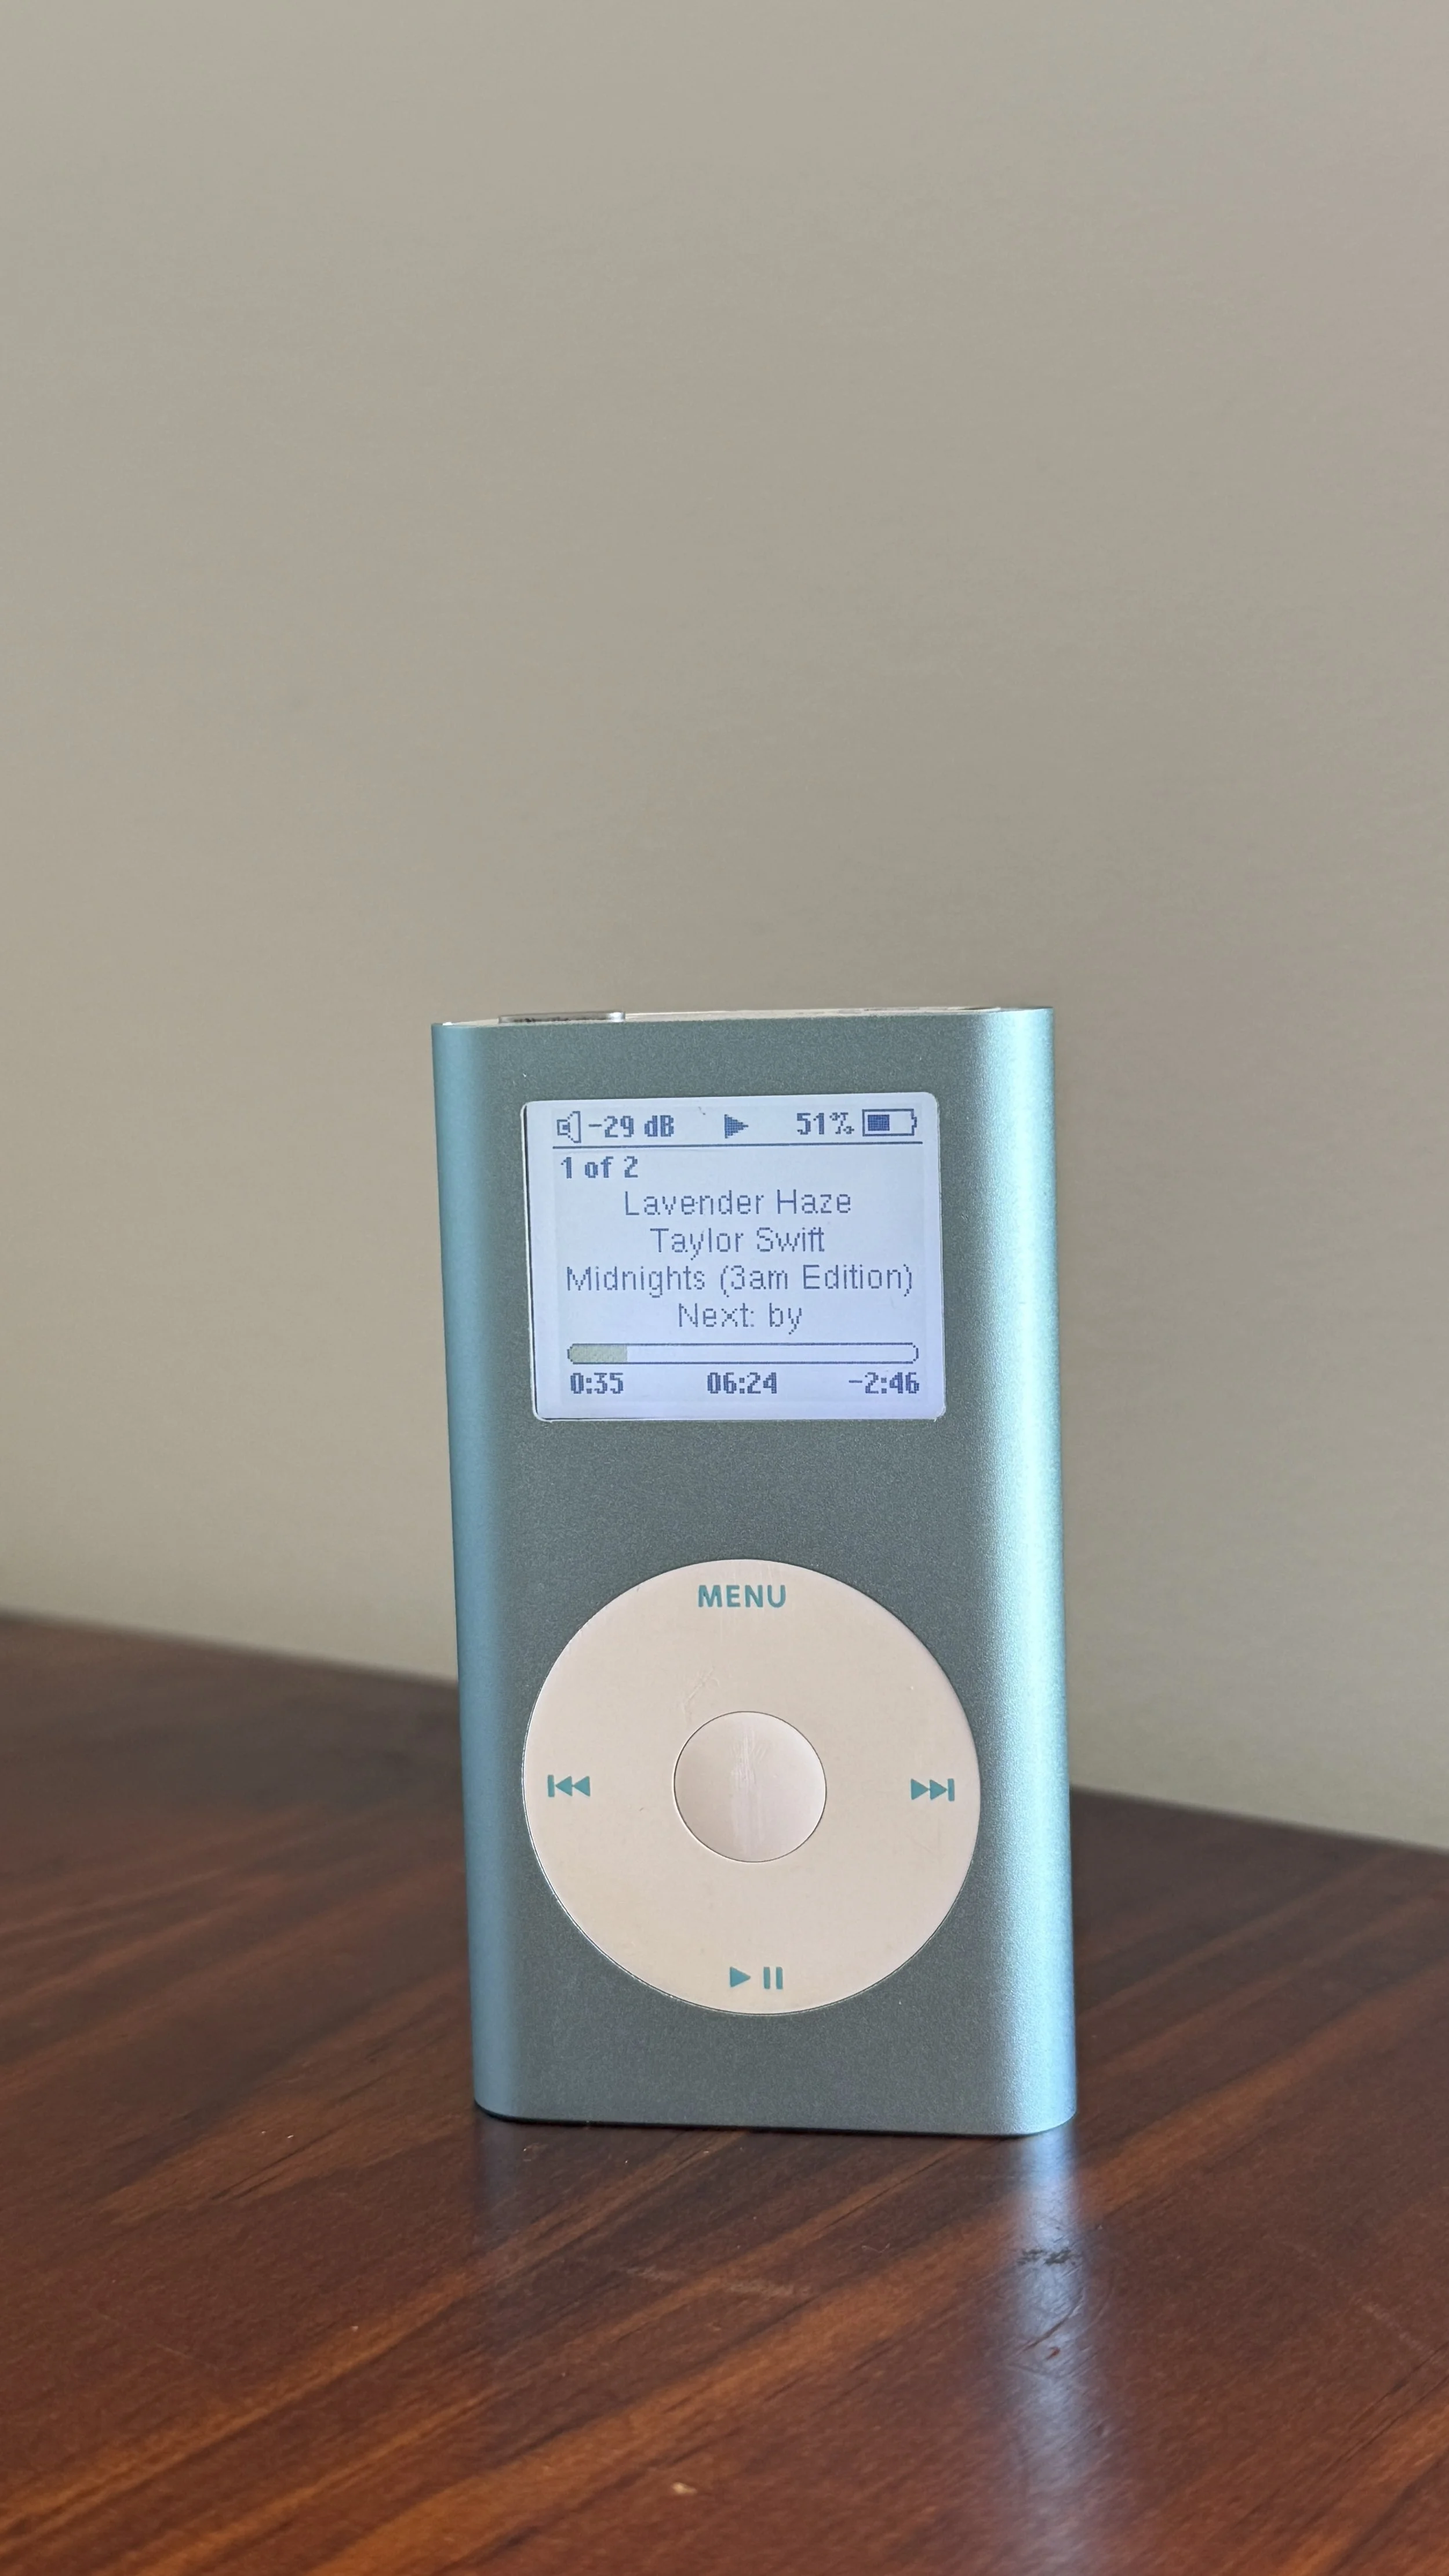 -29 dB 51%
1 of 2
Lavender Haze
Taylor Swift
Midnights (3am Edition)
Next: by
0:35 06:24 -2:46
MENU